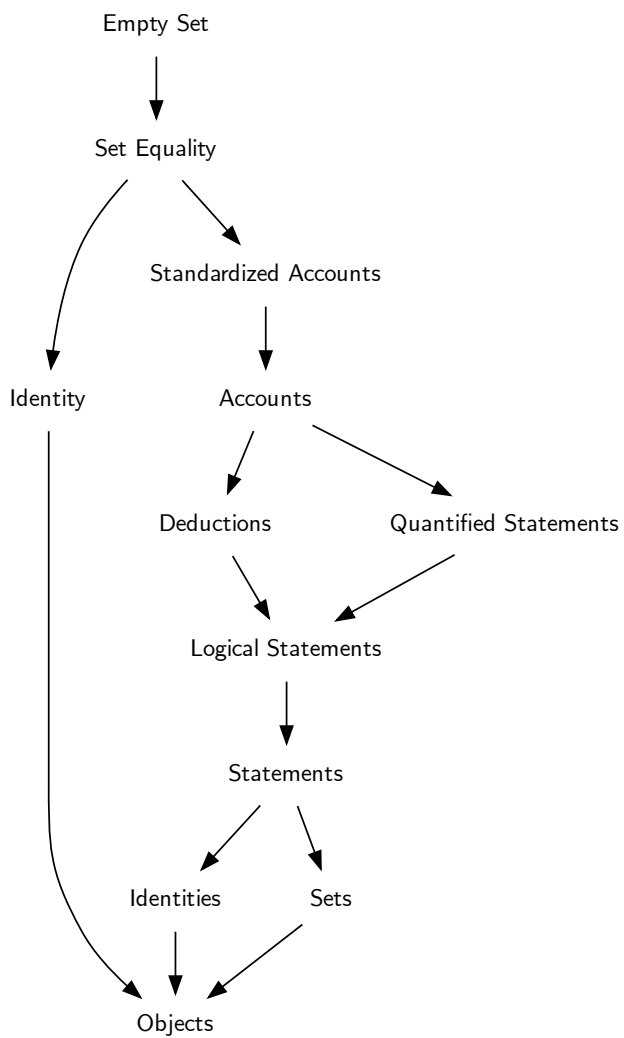 Empty Set
Set Equality
Standardized Accounts
Identity
Accounts
Deductions
Quantified Statements
Logical Statements
Statements
Identities
Sets
Objects